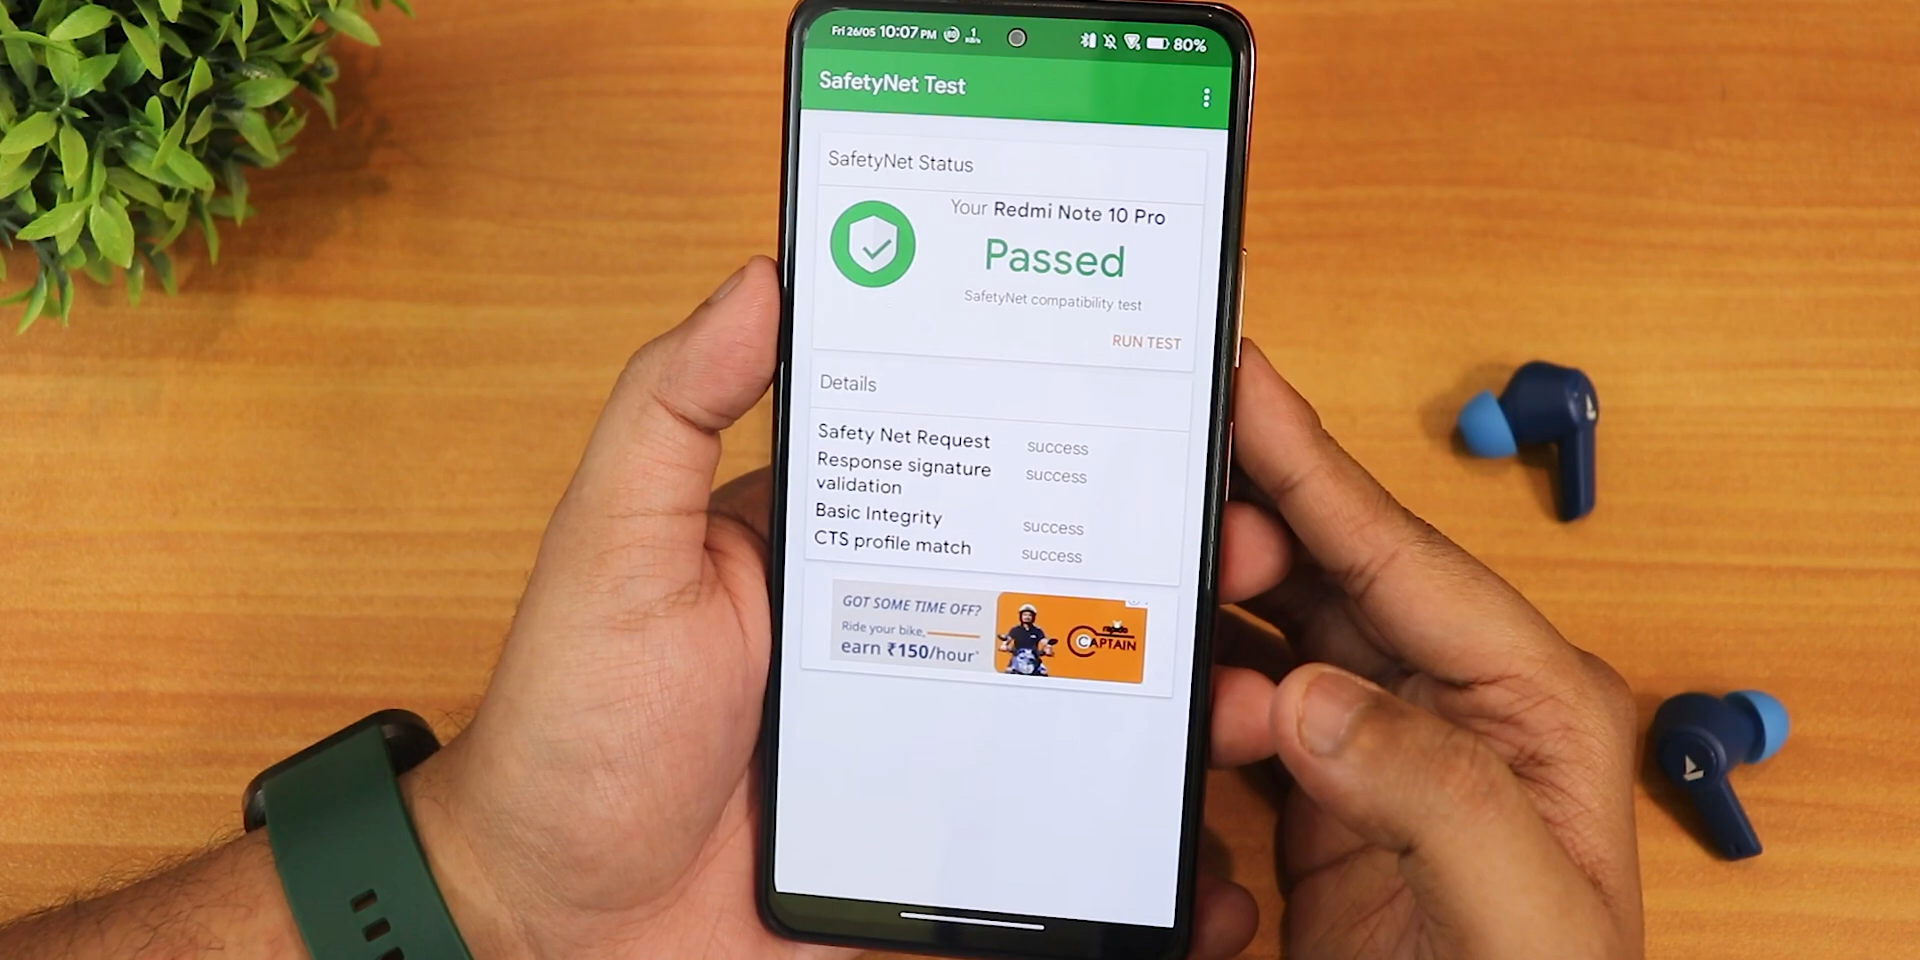 Fri 26/05 10:07 PM 1 80%
SafetyNet Test
SafetyNet Status
Your Redmi Note 10 Pro
Passed
SafetyNet compatibility test
RUN TEST
Details
Safety Net Request success
Response signature success
validation
Basic Integrity success
CTS profile match success
GOT SOME TIME OFF?
Ride your bike,
earn ₹150/hour*
rapido
CAPTAIN